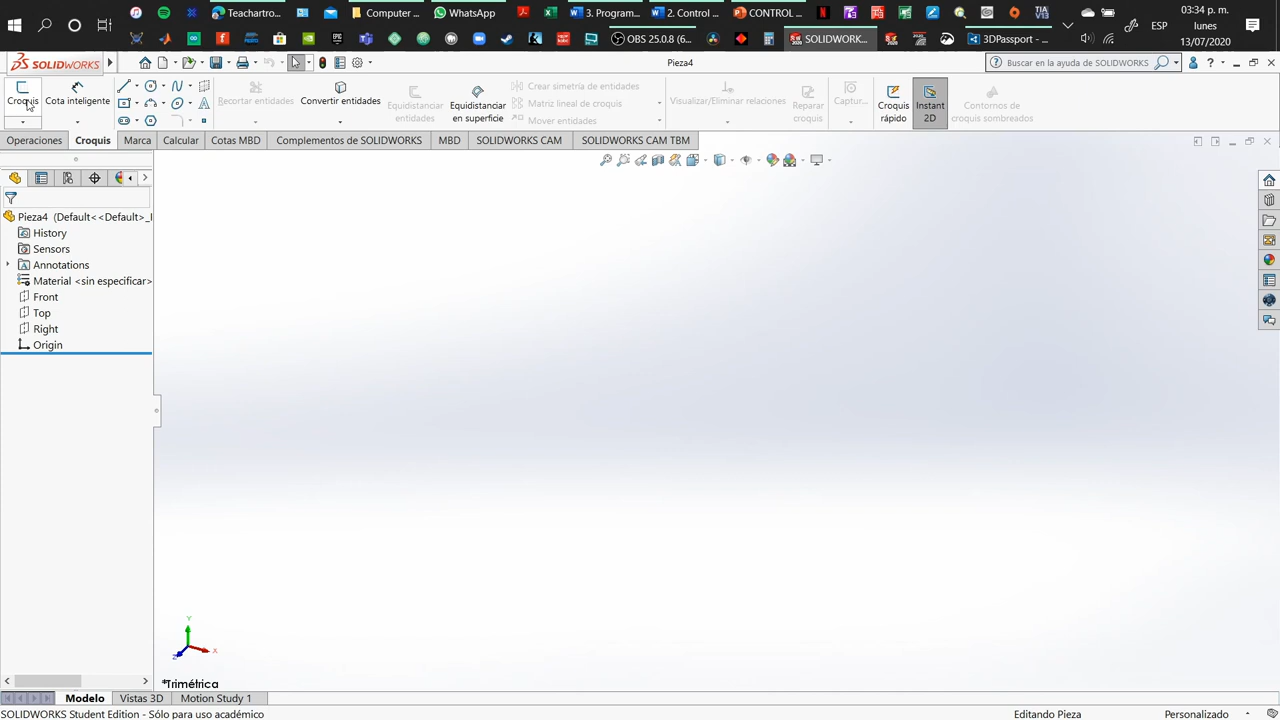 Teachartro...
Computer ...
WhatsApp
3. Program...
2. Control ...
CONTROL ...
03:34 p. m.
ESP
lunes
13/07/2020
OBS 25.0.8 (6...
SOLIDWORK...
3DPassport - ...
SOLIDWORKS
Pieza4
Buscar en la ayuda de SOLIDWORKS
Croquis
Cota inteligente
Recortar entidades
Convertir entidades
Equidistanciar entidades
Equidistanciar en superficie
Crear simetría de entidades
Matriz lineal de croquis
Mover entidades
Visualizar/Eliminar relaciones
Reparar croquis
Captur...
Croquis rápido
Instant 2D
Contornos de croquis sombreados
Operaciones
Croquis
Marca
Calcular
Cotas MBD
Complementos de SOLIDWORKS
MBD
SOLIDWORKS CAM
SOLIDWORKS CAM TBM
Pieza4 (Default<<Default>_
History
Sensors
Annotations
Material <sin especificar>
Front
Top
Right
Origin
Y
X
Z
*Trimétrica
Modelo
Vistas 3D
Motion Study 1
SOLIDWORKS Student Edition - Sólo para uso académico
Editando Pieza
Personalizado